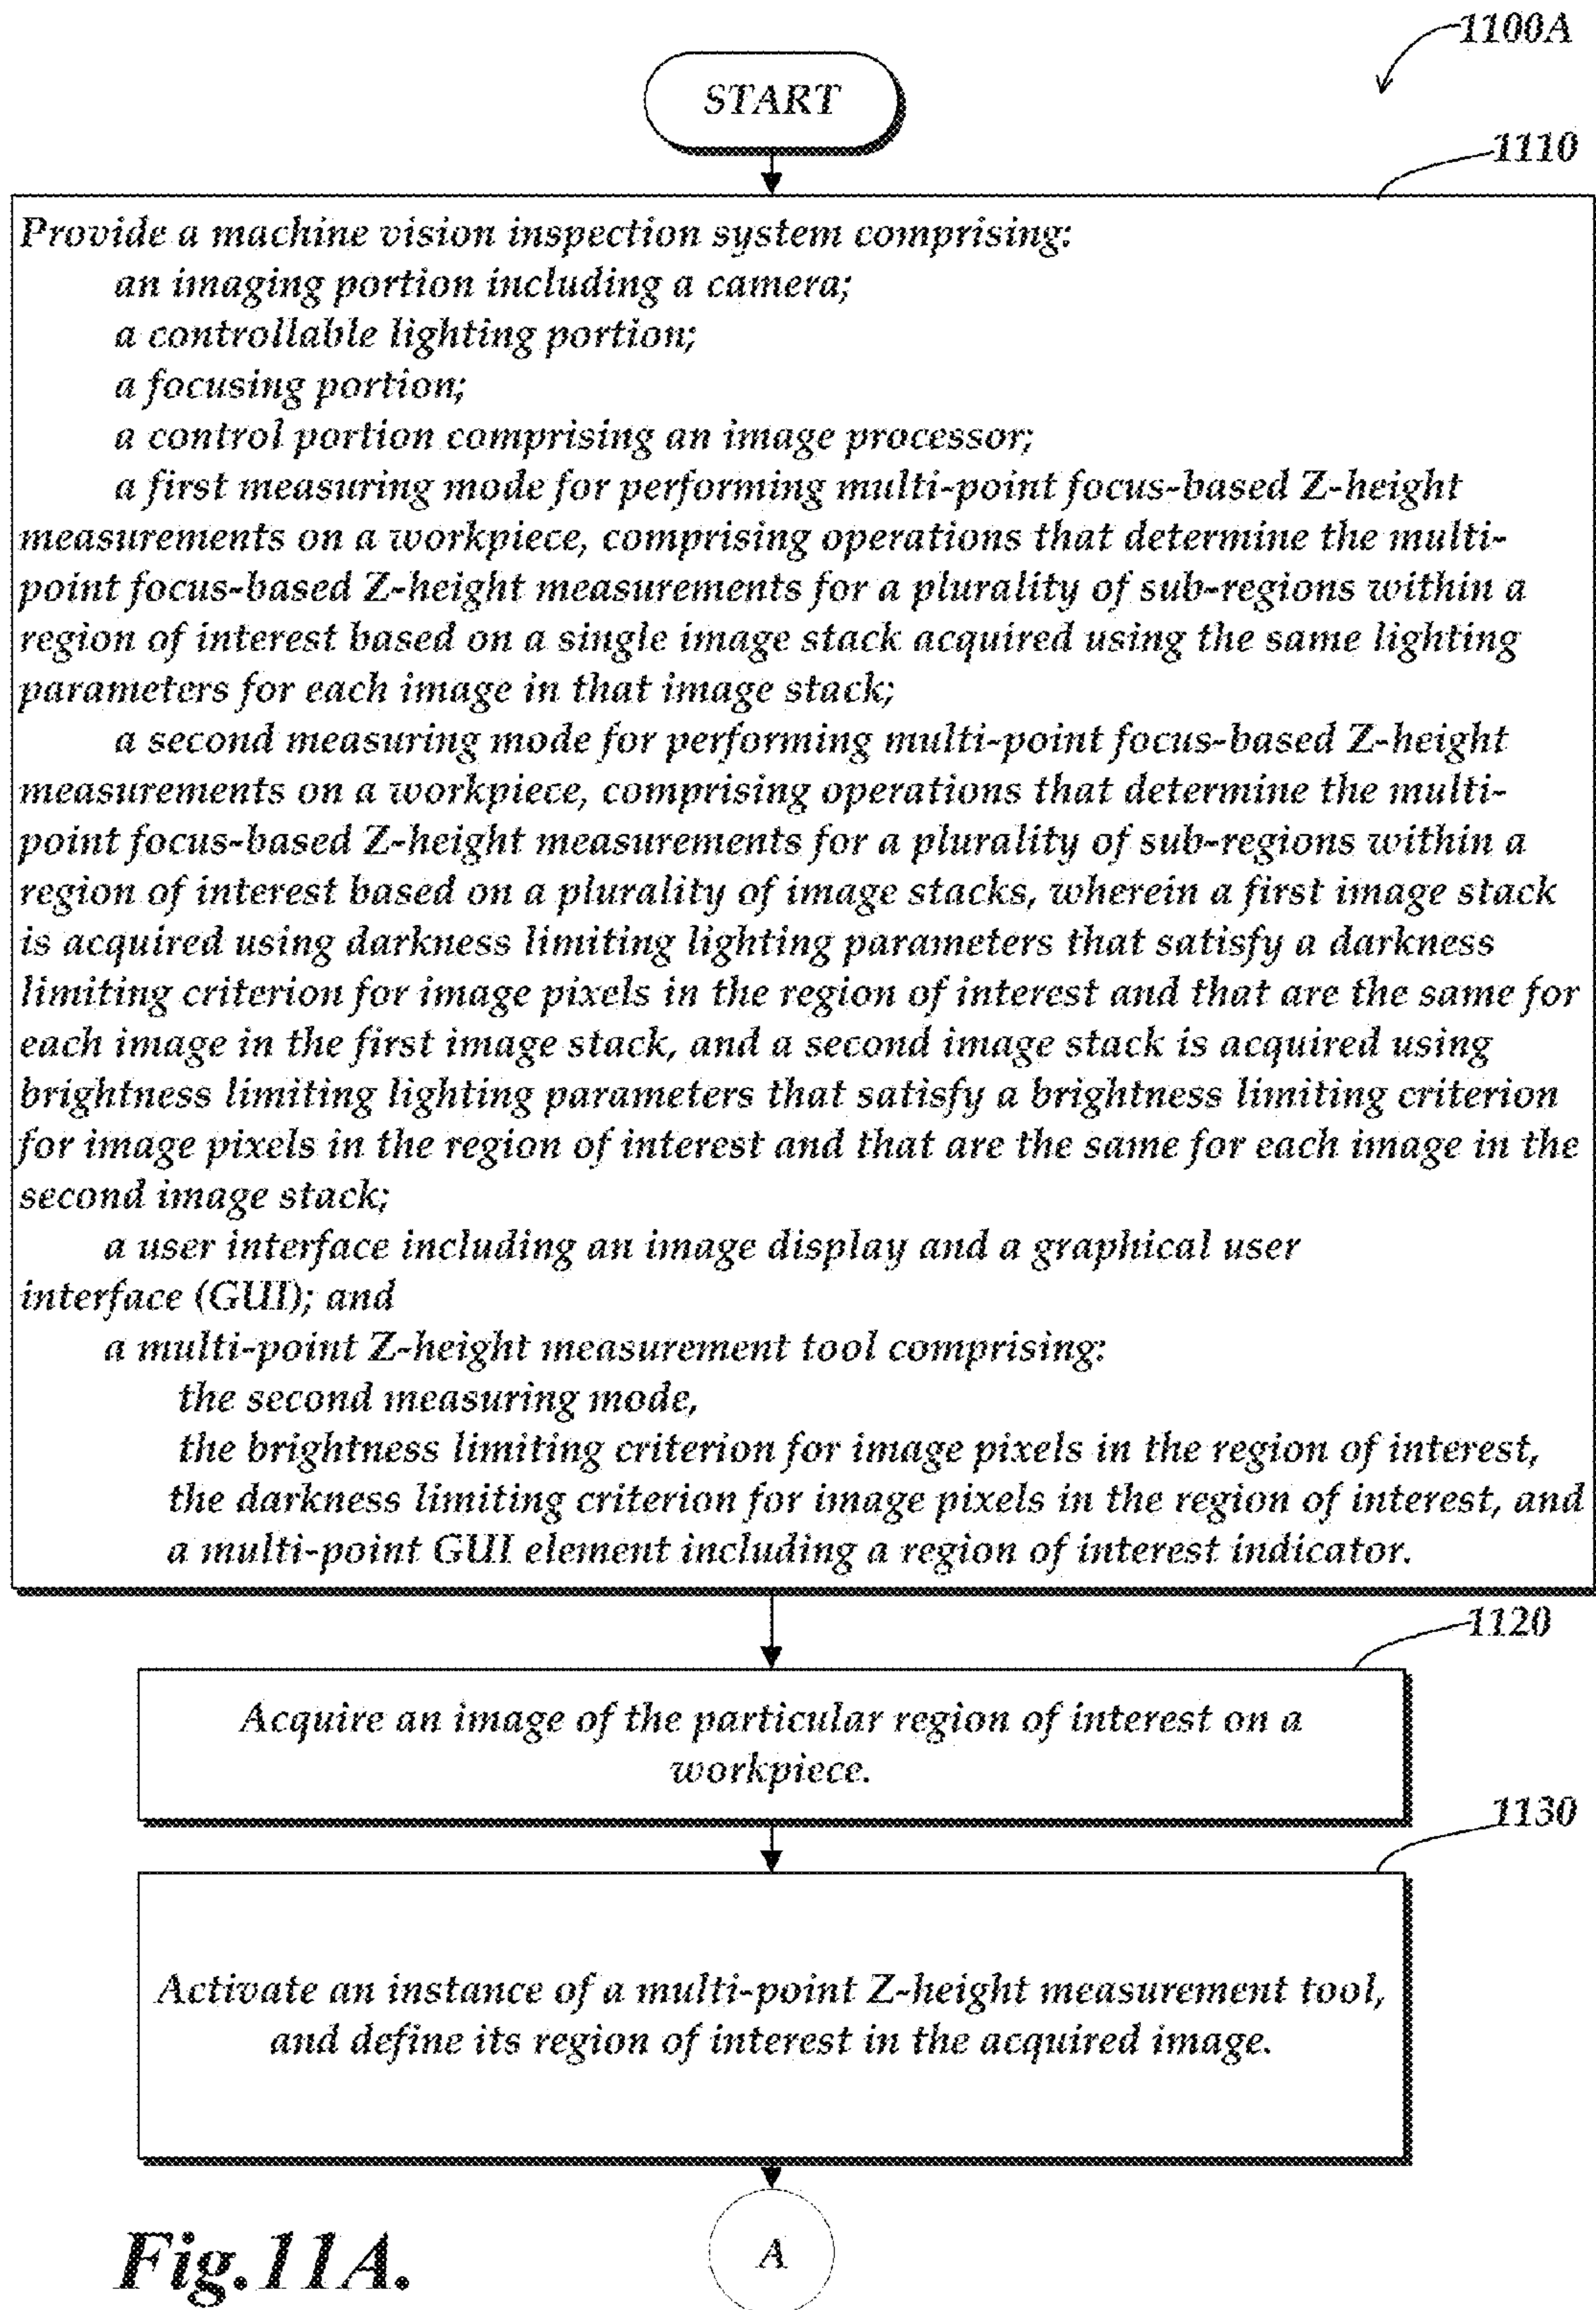 1100A
START
1110
Provide a machine vision inspection system comprising:
an imaging portion including a camera;
a controllable lighting portion;
a focusing portion;
a control portion comprising an image processor;
a first measuring mode for performing multi-point focus-based Z-height
measurements on a workpiece, comprising operations that determine the multi-
point focus-based Z-height measurements for a plurality of sub-regions within a
region of interest based on a single image stack acquired using the same lighting
parameters for each image in that image stack;
a second measuring mode for performing multi-point focus-based Z-height
measurements on a workpiece, comprising operations that determine the multi-
point focus-based Z-height measurements for a plurality of sub-regions within a
region of interest based on a plurality of image stacks, wherein a first image stack
is acquired using darkness limiting lighting parameters that satisfy a darkness
limiting criterion for image pixels in the region of interest and that are the same for
each image in the first image stack, and a second image stack is acquired using
brightness limiting lighting parameters that satisfy a brightness limiting criterion
for image pixels in the region of interest and that are the same for each image in the
second image stack;
a user interface including an image display and a graphical user
interface (GUI); and
a multi-point Z-height measurement tool comprising:
the second measuring mode,
the brightness limiting criterion for image pixels in the region of interest,
the darkness limiting criterion for image pixels in the region of interest, and
a multi-point GUI element including a region of interest indicator.
1120
Acquire an image of the particular region of interest on a
workpiece.
1130
Activate an instance of a multi-point Z-height measurement tool,
and define its region of interest in the acquired image.
A
Fig.11A.